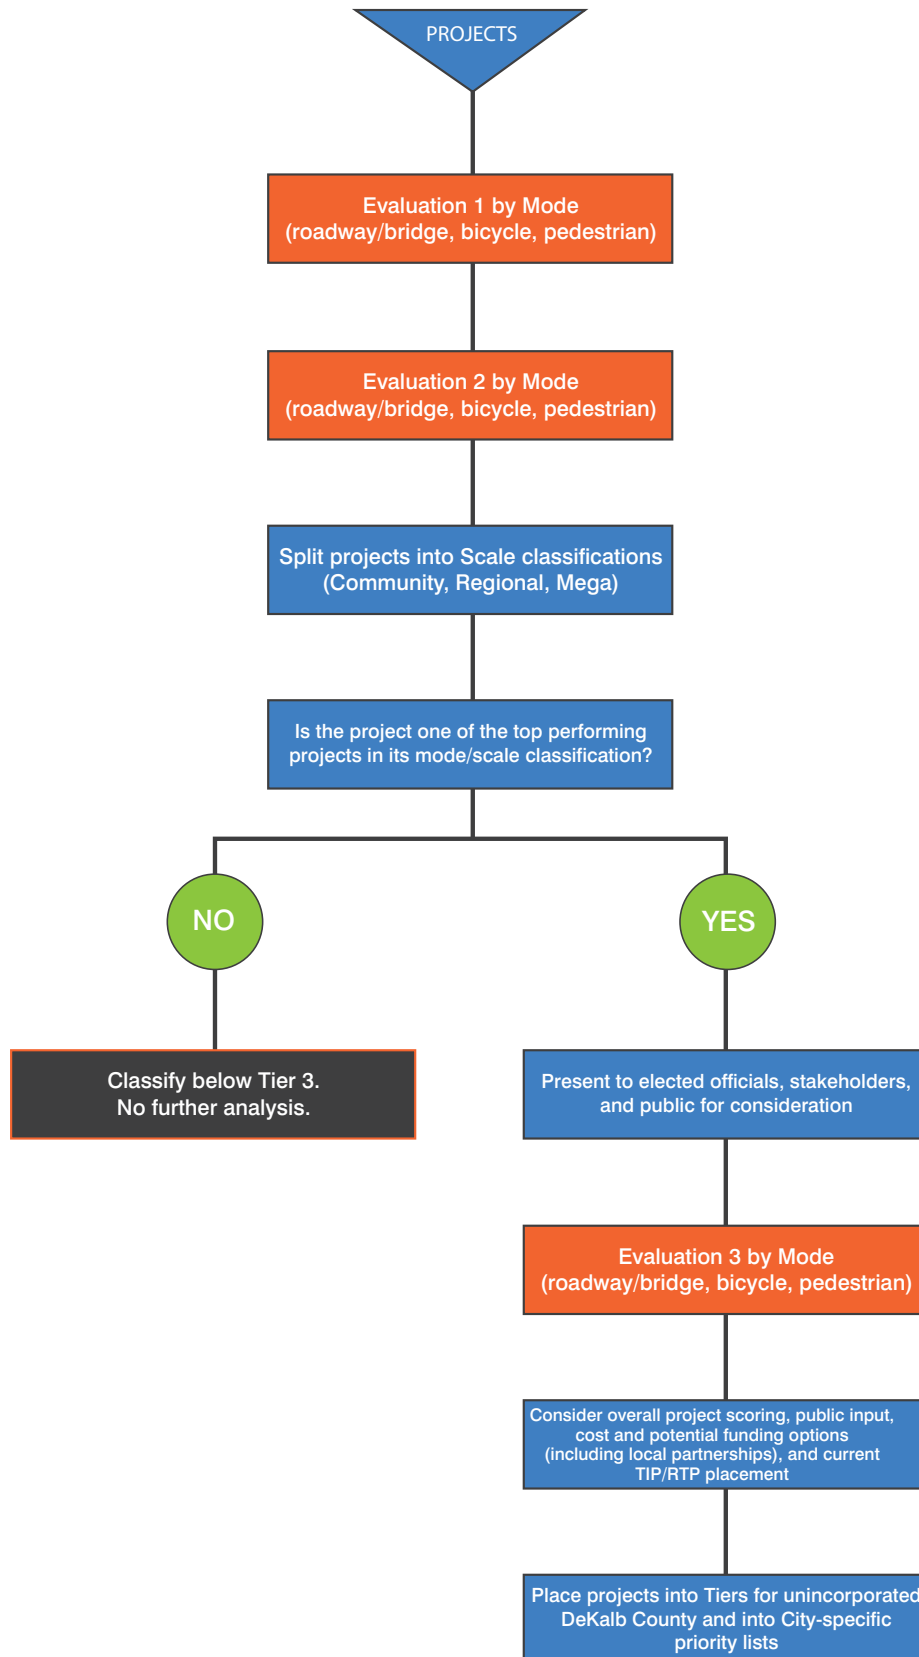 PROJECTS
Evaluation 1 by Mode
(roadway/bridge, bicycle, pedestrian)
Evaluation 2 by Mode
(roadway/bridge, bicycle, pedestrian)
Split projects into Scale classifications
(Community, Regional, Mega)
Is the project one of the top performing
projects in its mode/scale classification?
NO
YES
Classify below Tier 3.
No further analysis.
Present to elected officials, stakeholders,
and public for consideration
Evaluation 3 by Mode
(roadway/bridge, bicycle, pedestrian)
Consider overall project scoring, public input,
cost and potential funding options
(including local partnerships), and current
TIP/RTP placement
Place projects into Tiers for unincorporated
DeKalb County and into City-specific
priority lists